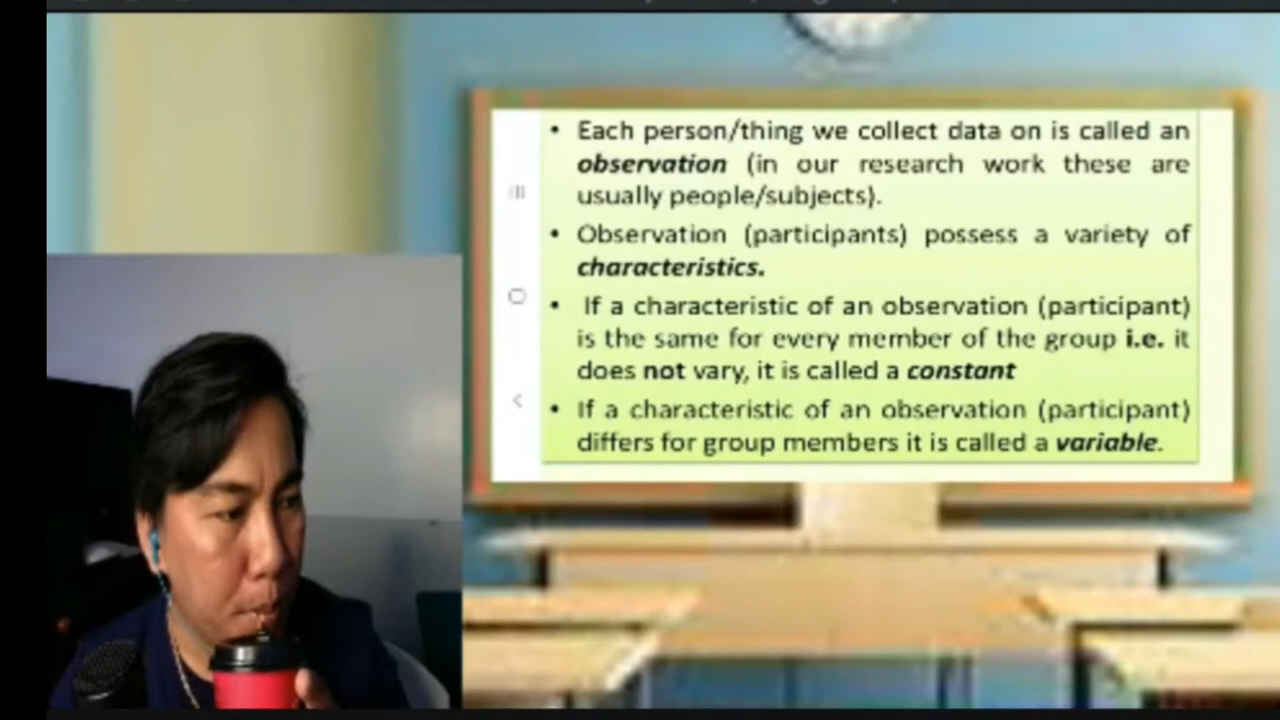 • Each person/thing we collect data on is called an
observation (in our research work these are
usually people/subjects).
• Observation (participants) possess a variety of
characteristics.
• If a characteristic of an observation (participant)
is the same for every member of the group i.e. it
does not vary, it is called a constant
• If a characteristic of an observation (participant)
differs for group members it is called a variable.